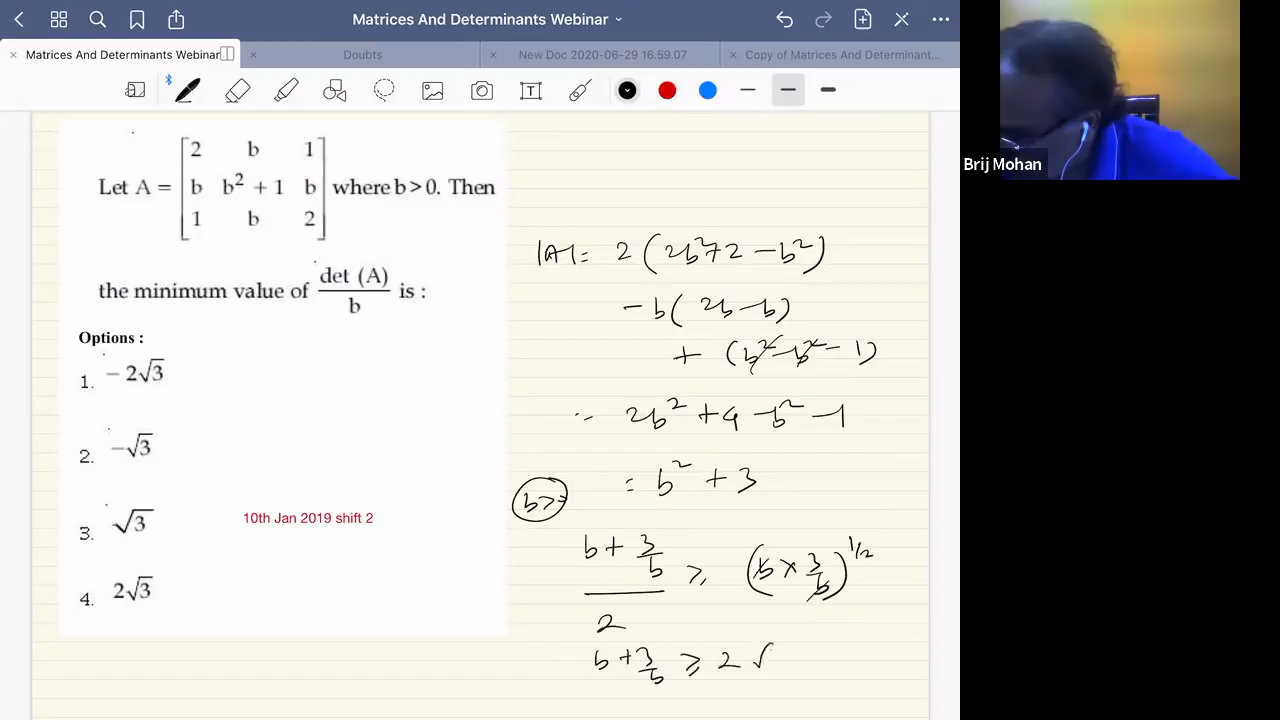 Matrices And Determinants Webinar
Matrices And Determinants Webinar
Doubts
New Doc 2020-06-29 16.59.07
Copy of Matrices And Determinant...
Brij Mohan
Let A = [2 b 1
b b² + 1 b
1 b 2] where b > 0. Then
the minimum value of det (A)/b is :
Options :
1. − 2√3
2. −√3
3. √3
4. 2√3
10th Jan 2019 shift 2
|A| = 2 (2b²+2 − b²)
− b( 2b − b)
+ (b² − b² − 1)
= 2b² + 4 − b² − 1
= b² + 3
b>=
(b + 3/b)/2 ≥ (b × 3/b)^1/2
b + 3/b ≥ 2 √